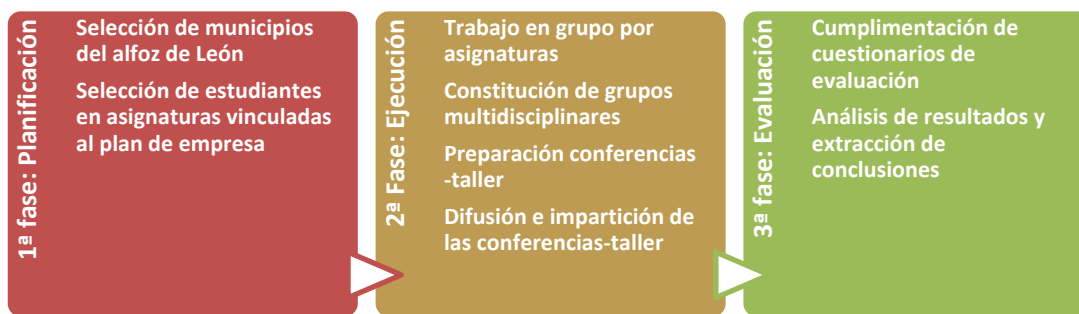 1ª fase: Planificación
Selección de municipios
del alfoz de León
Selección de estudiantes
en asignaturas vinculadas
al plan de empresa
2ª Fase: Ejecución
Trabajo en grupo por
asignaturas
Constitución de grupos
multidisciplinares
Preparación conferencias
-taller
Difusión e impartición de
las conferencias-taller
3ª fase: Evaluación
Cumplimentación de
cuestionarios de
evaluación
Análisis de resultados y
extracción de
conclusiones